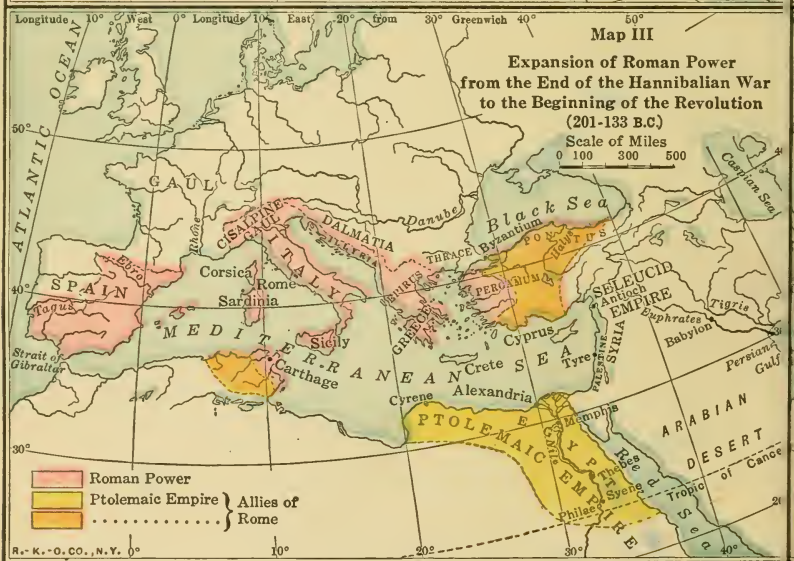 Longitude 10° West 0° Longitude 10° East 20° from Greenwich 40° 50°
Map III
Expansion of Roman Power
from the End of the Hannibalian War
to the Beginning of the Revolution
(201-133 B.C.)
Scale of Miles
0 100 300 500
ATLANTIC OCEAN
50°
GAUL
Rhone
CISALPINE
GAUL
DALMATIA
ILLYRIA
Danube
Black Sea
Caspian Sea
Byzantium
THRACE
PONTUS
Halys
Ebro
SPAIN
Tagus
40°
Corsica
Rome
ITALY
Sardinia
EPIRUS
GREECE
PERGAMUM
SELEUCID
EMPIRE
Antioch
Tigris
Euphrates
Babylon
SYRIA
PALESTINE
Persian
Gulf
MEDITERRANEAN SEA
Sicily
Cyprus
Crete
Tyre
Strait of
Gibraltar
Carthage
Cyrene
Alexandria
Memphis
ARABIAN
DESERT
30°
PTOLEMAIC EMPIRE
EGYPT
Nile
Thebes
Syene
Philae
Red Sea
Tropic of Cance
Roman Power
Ptolemaic Empire } Allies of
Rome
R.-K.-O.CO., N.Y.
0° 10° 20° 30° 40°